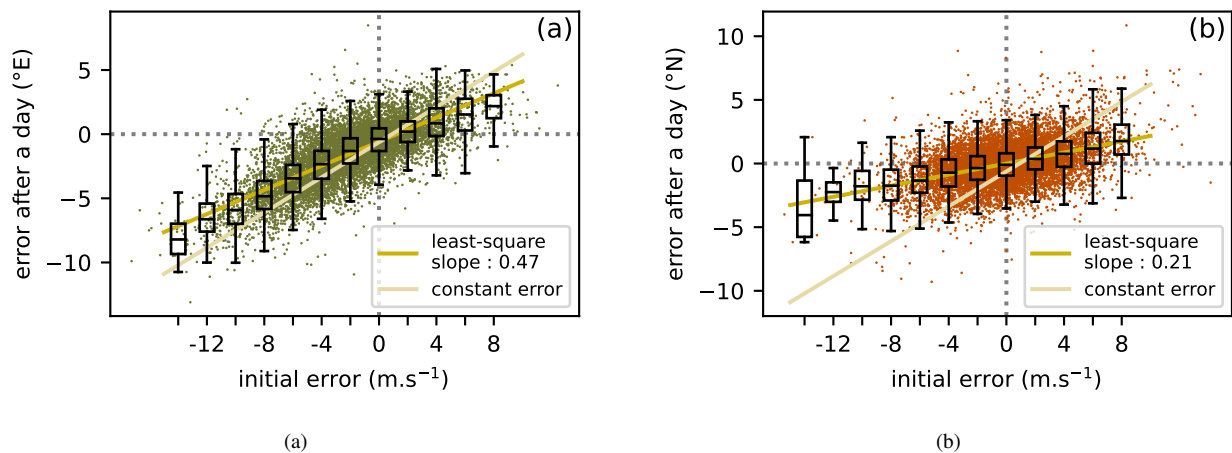 (a)
5
0
−5
−10
error after a day (°E)
least-square
slope : 0.47
constant error
-12 -8 -4 0 4 8
initial error (m.s⁻¹)
(a)
(b)
10
5
0
−5
−10
error after a day (°N)
least-square
slope : 0.21
constant error
-12 -8 -4 0 4 8
initial error (m.s⁻¹)
(b)